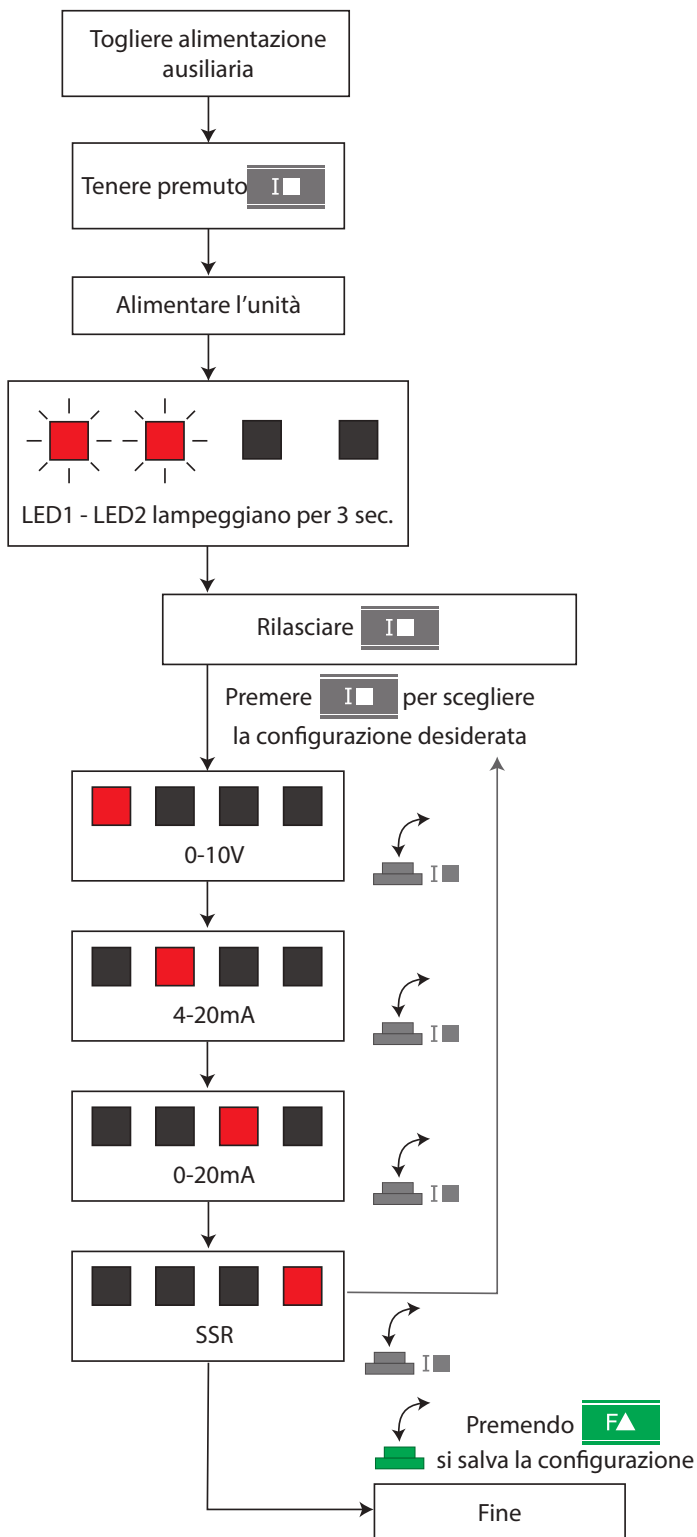 Togliere alimentazione
ausiliaria
Tenere premuto I■
Alimentare l'unità
LED1 - LED2 lampeggiano per 3 sec.
Rilasciare I■
Premere I■ per scegliere
la configurazione desiderata
0-10V
I■
4-20mA
I■
0-20mA
I■
SSR
I■
Premendo F▲
si salva la configurazione
Fine